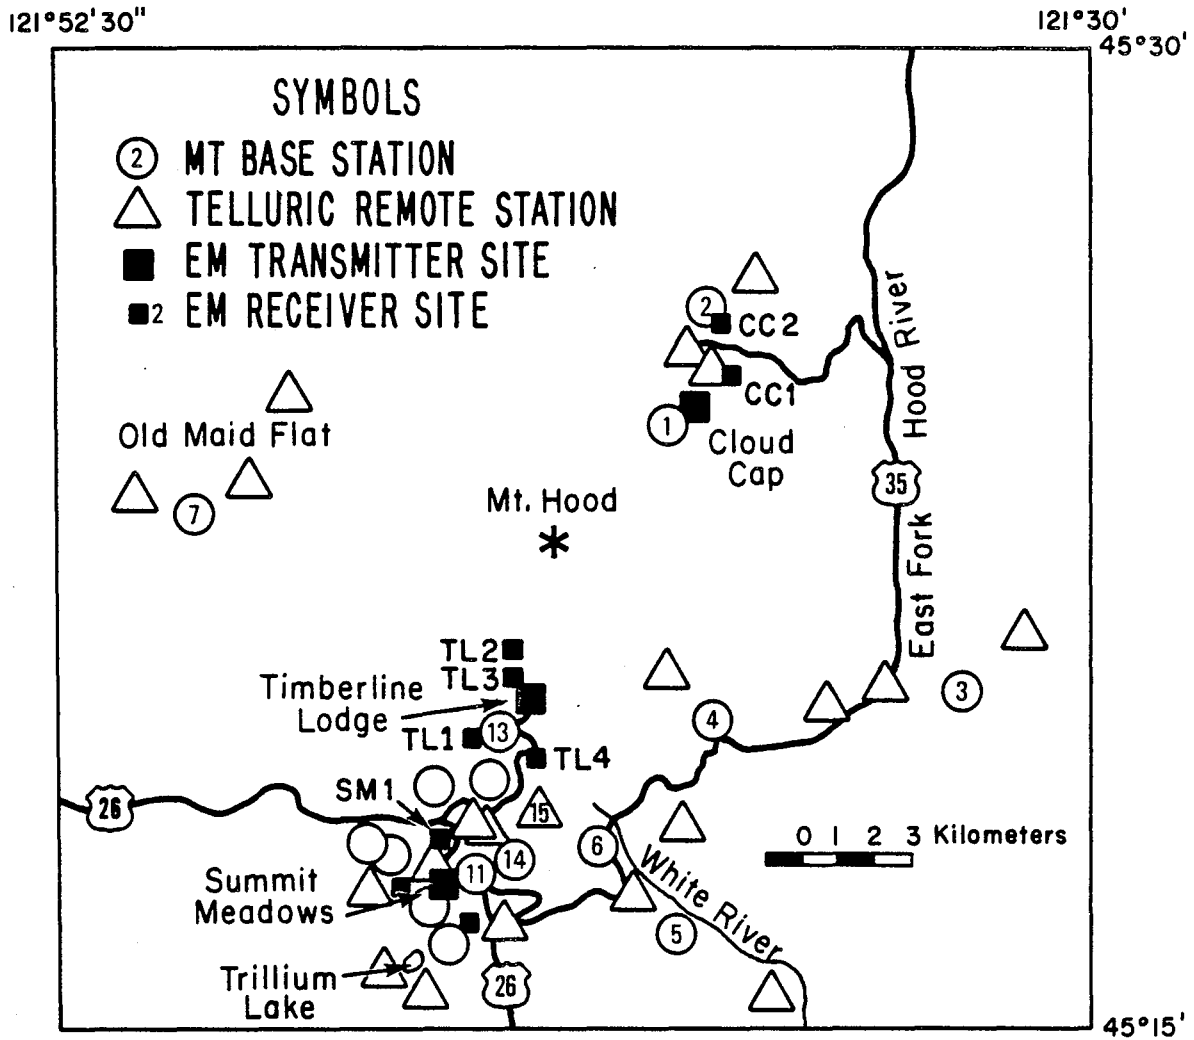 121°52'30"
121°30'
45°30'
SYMBOLS
2 MT BASE STATION
TELLURIC REMOTE STATION
EM TRANSMITTER SITE
2 EM RECEIVER SITE
2
CC2
CC1
1
Cloud
Cap
Hood River
35
East Fork
Old Maid Flat
7
Mt. Hood
*
TL2
TL3
Timberline
Lodge
TL1
13
TL4
3
4
SM1
26
15
0 1 2 3 Kilometers
6
14
11
White River
Summit
Meadows
5
Trillium
Lake
26
45°15'